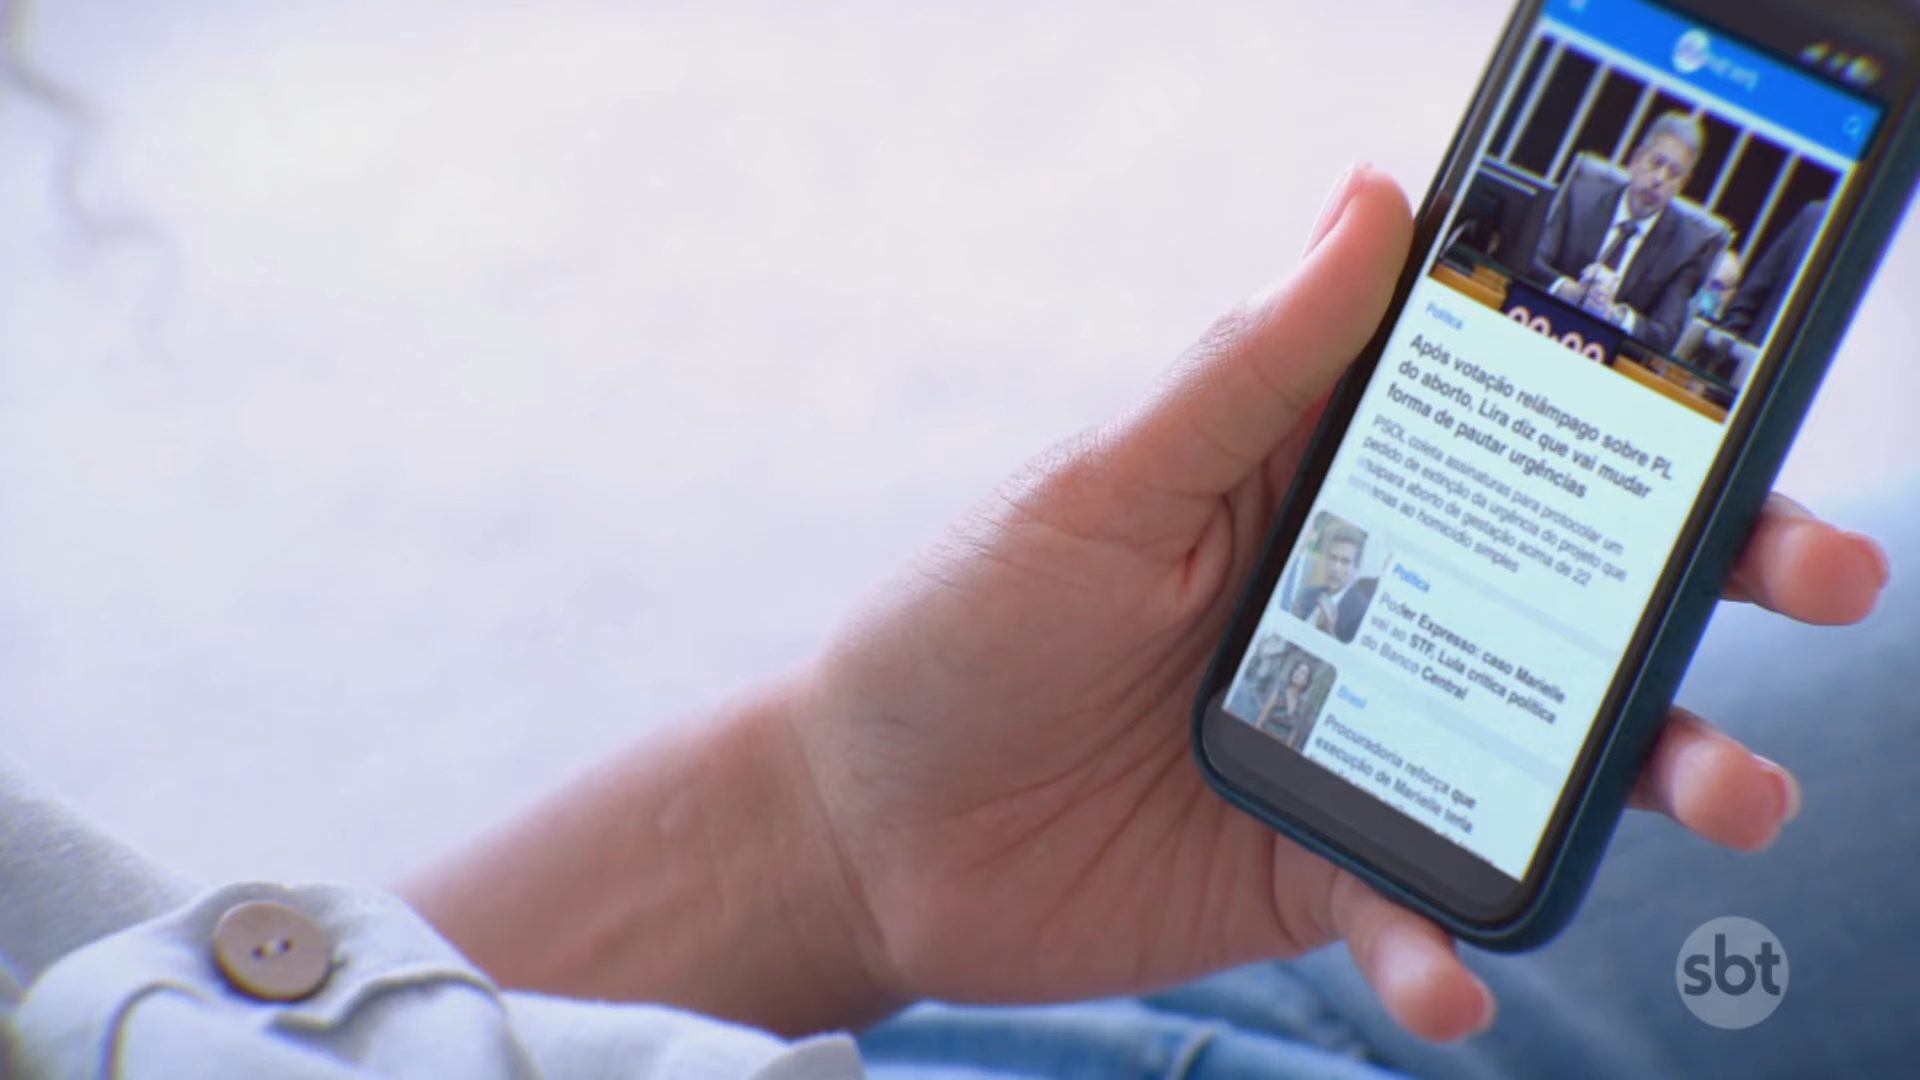 news
Política
Após votação relâmpago sobre PL
do aborto, Lira diz que vai mudar
forma de pautar urgências
PSOL coleta assinaturas para protocolar um
pedido de extinção da urgência do projeto que
equipara aborto de gestação acima de 22
semanas ao homicídio simples
00:00
Política
Poder Expresso: caso Marielle
vai ao STF, Lula critica política
do Banco Central
Brasil
Procuradoria reforça que
execução de Marielle teria
sbt